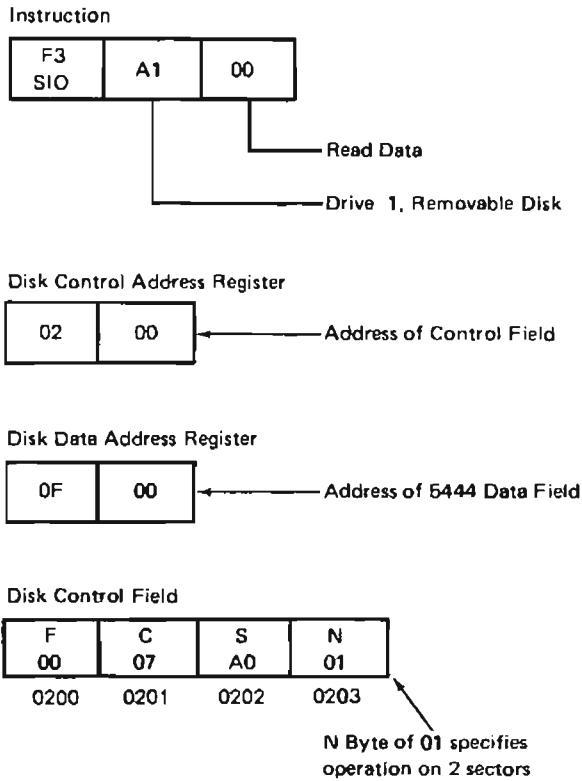 Instruction
F3 A1 00
SIO
Read Data
Drive 1, Removable Disk
Disk Control Address Register
02 00 Address of Control Field
Disk Data Address Register
0F 00 Address of 5444 Data Field
Disk Control Field
F C S N
00 07 A0 01
0200 0201 0202 0203
N Byte of 01 specifies
operation on 2 sectors